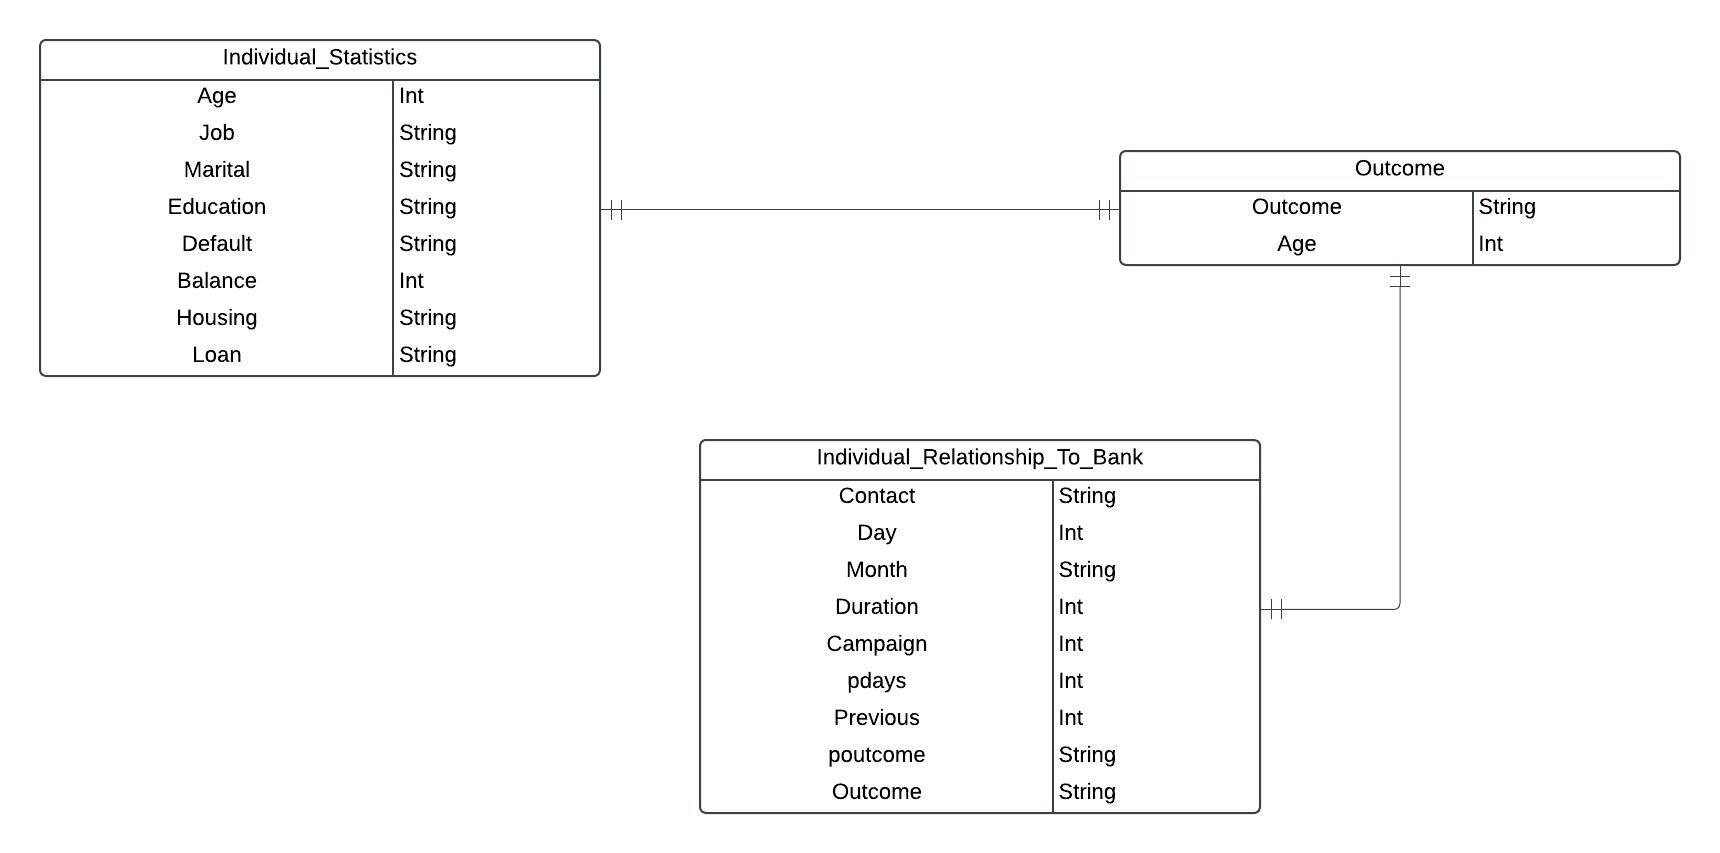 Individual_Statistics
Age Int
Job String
Marital String
Education String
Default String
Balance Int
Housing String
Loan String
Outcome
Outcome String
Age Int
Individual_Relationship_To_Bank
Contact String
Day Int
Month String
Duration Int
Campaign Int
pdays Int
Previous Int
poutcome String
Outcome String